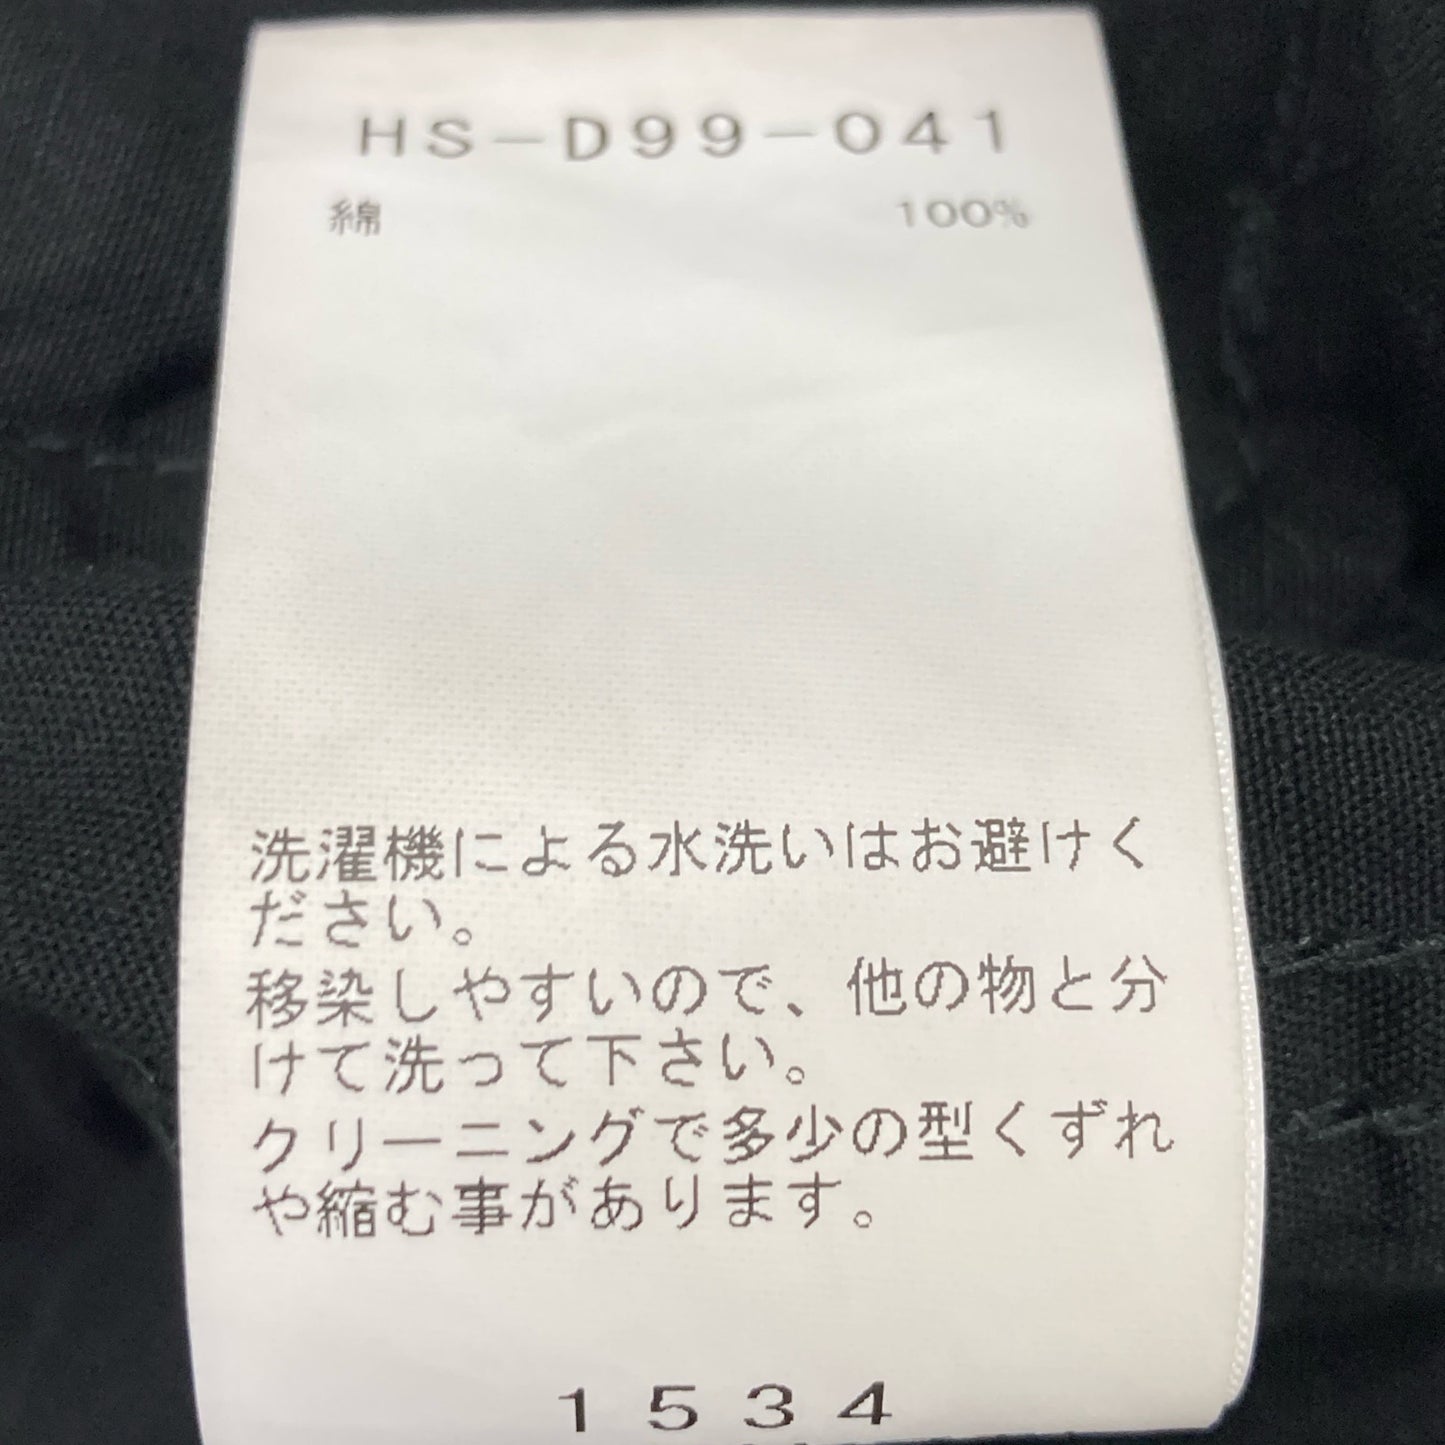 HS-D99-041
綿 100%
洗濯機による水洗いはお避けく
ださい。
移染しやすいので、他の物と分
けて洗って下さい。
クリーニングで多少の型くずれ
や縮む事があります。
1534